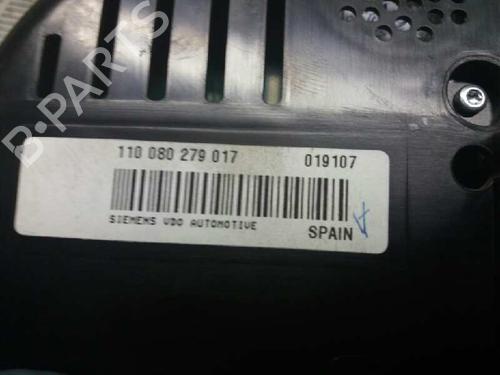 B-PARTS
110 080 279 017 019107
SIEMENS VDO AUTOMOTIVE
SPAIN A